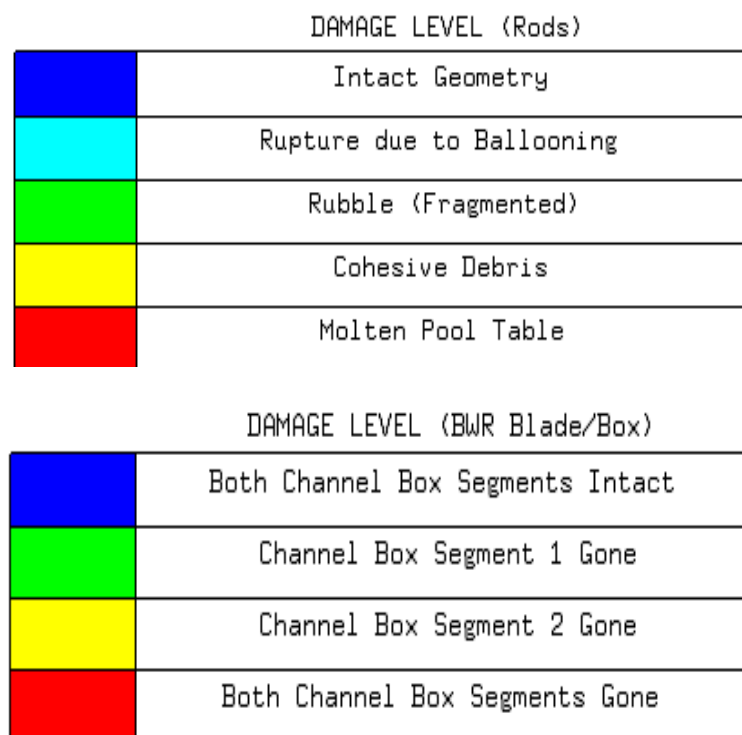 DAMAGE LEVEL (Rods)
Intact Geometry
Rupture due to Ballooning
Rubble (Fragmented)
Cohesive Debris
Molten Pool Table
DAMAGE LEVEL (BWR Blade/Box)
Both Channel Box Segments Intact
Channel Box Segment 1 Gone
Channel Box Segment 2 Gone
Both Channel Box Segments Gone